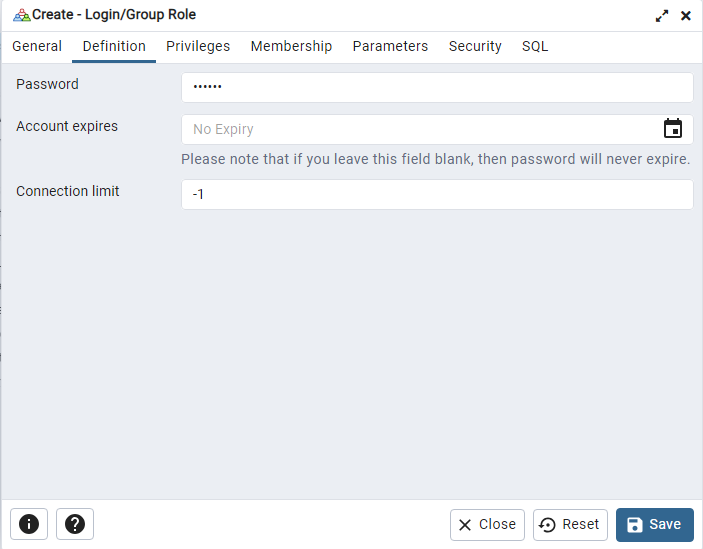 Create - Login/Group Role
General Definition Privileges Membership Parameters Security SQL
Password ••••••
Account expires No Expiry
Please note that if you leave this field blank, then password will never expire.
Connection limit -1
Close Reset Save